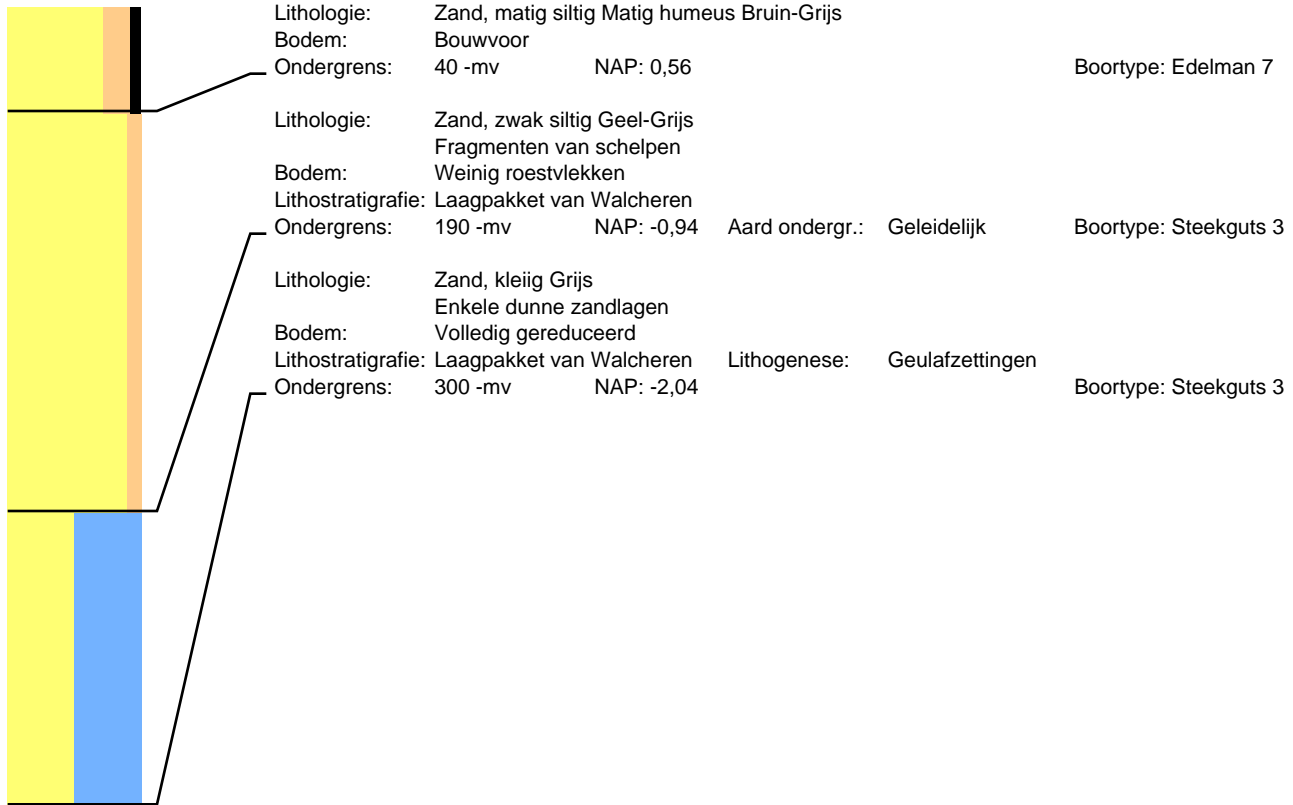 Lithologie: Zand, matig siltig Matig humeus Bruin-Grijs
Bodem: Bouwvoor
Ondergrens: 40 -mv NAP: 0,56 Boortype: Edelman 7
Lithologie: Zand, zwak siltig Geel-Grijs
Fragmenten van schelpen
Bodem: Weinig roestvlekken
Lithostratigrafie: Laagpakket van Walcheren
Ondergrens: 190 -mv NAP: -0,94 Aard ondergr.: Geleidelijk Boortype: Steekguts 3
Lithologie: Zand, kleiig Grijs
Enkele dunne zandlagen
Bodem: Volledig gereduceerd
Lithostratigrafie: Laagpakket van Walcheren Lithogenese: Geulafzettingen
Ondergrens: 300 -mv NAP: -2,04 Boortype: Steekguts 3